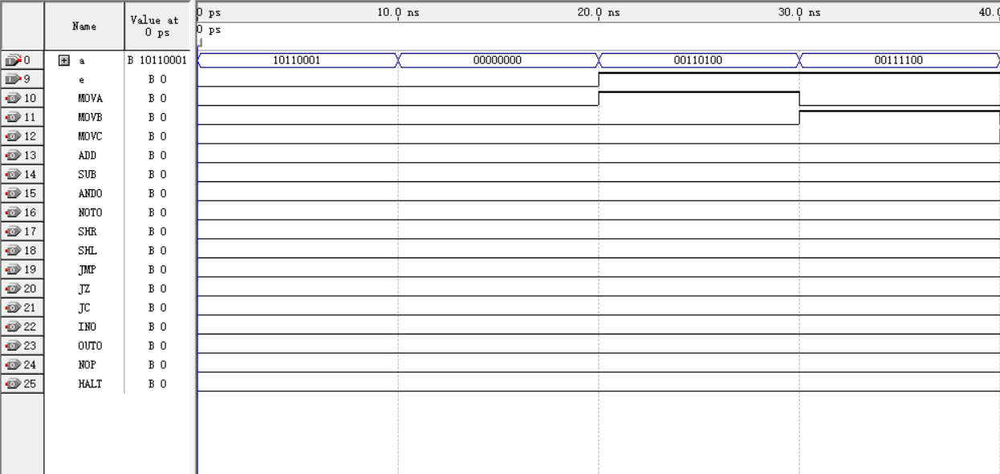 0 ps 10.0 ns 20.0 ns 30.0 ns 40.0
Name Value at 0 ps 0 ps
0 a B 10110001 10110001 00000000 00110100 00111100
9 e B 0
10 MOVA B 0
11 MOVB B 0
12 MOVC B 0
13 ADD B 0
14 SUB B 0
15 ANDO B 0
16 NOTO B 0
17 SHR B 0
18 SHL B 0
19 JMP B 0
20 JZ B 0
21 JC B 0
22 INO B 0
23 OUTO B 0
24 NOP B 0
25 HALT B 0